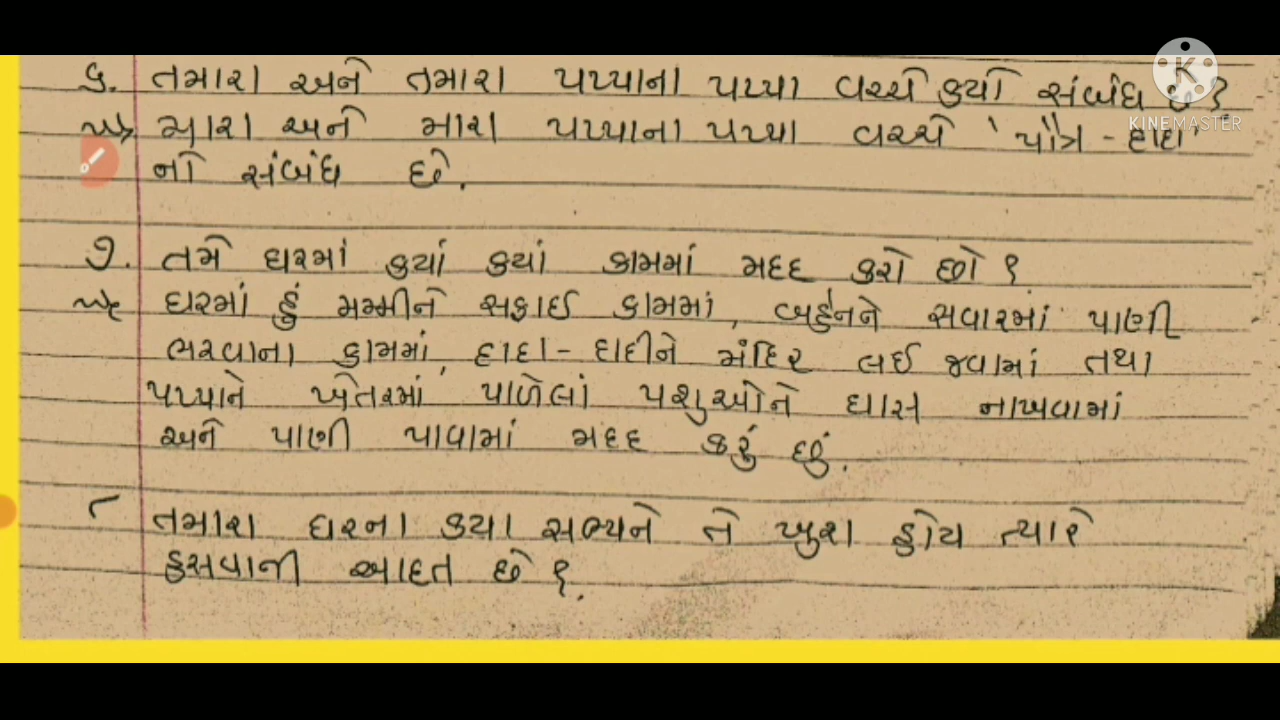 ૬. તમારા અને તમારા પપ્પાના પપ્પા વચ્ચે કયો સંબંધ છે?
મારા અને મારા પપ્પાના પપ્પા વચ્ચે 'પૌત્ર - દાદા'
નો સંબંધ છે.
૭. તમે ઘરમાં કયાં કયાં કામમાં મદદ કરો છો ?
ઘરમાં હું મમ્મીને સફાઈ કામમાં, બહેનને સવારમાં પાણી
ભરવાના કામમાં, દાદા - દાદીને મંદિર લઈ જવામાં તથા
પપ્પાને ખેતરમાં પાળેલાં પશુઓને ઘાસ નાખવામાં
અને પાણી પાવામાં મદદ કરું છું.
૮ તમારા ઘરના કયા સભ્યને તે ખુશ હોય ત્યારે
હસવાની આદત છે ?
KINEMASTER